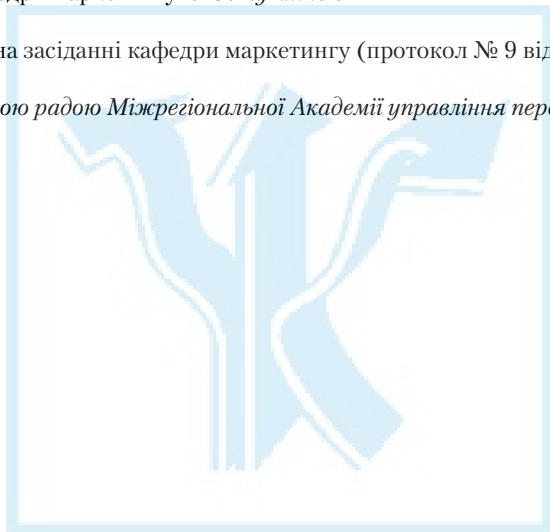 на засіданні кафедри маркетингу (протокол № 9 від
ою радою Міжрегіональної Академії управління пер